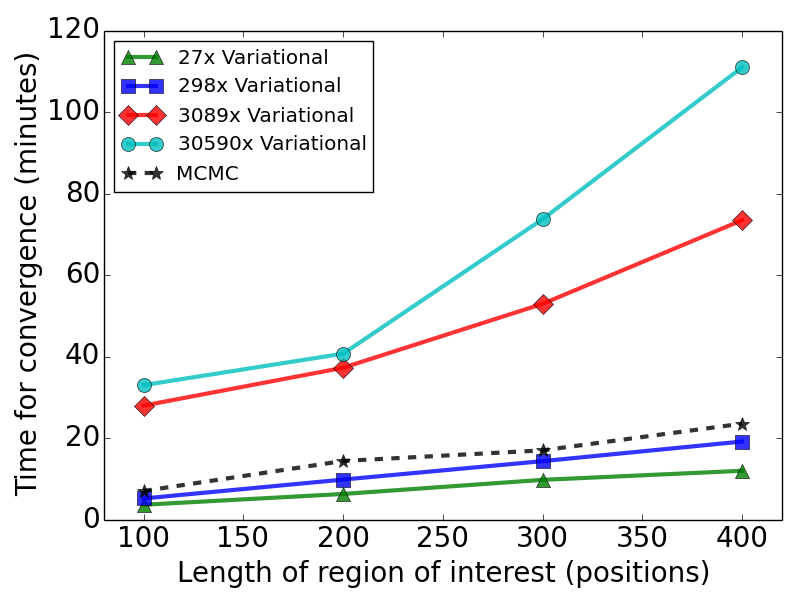 Time for convergence (minutes)
120
100
80
60
40
20
0
27x Variational
298x Variational
3089x Variational
30590x Variational
MCMC
100 150 200 250 300 350 400
Length of region of interest (positions)